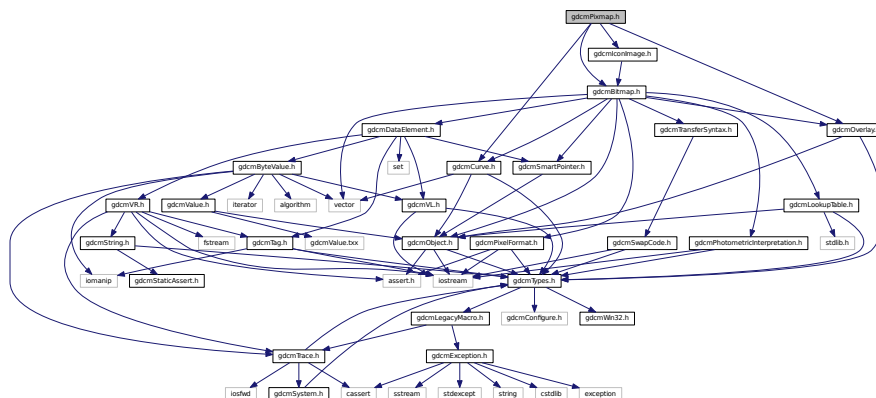 gdcmPixmap.h
gdcmIconImage.h
gdcmBitmap.h
gdcmDataElement.h
gdcmTransferSyntax.h
gdcmOverlay.
gdcmByteValue.h
set
gdcmCurve.h
gdcmSmartPointer.h
gdcmVR.h
gdcmValue.h
iterator
algorithm
vector
gdcmVL.h
gdcmLookupTable.h
gdcmString.h
fstream
gdcmTag.h
gdcmValue.txx
gdcmObject.h
gdcmPixelFormat.h
gdcmSwapCode.h
gdcmPhotometricInterpretation.h
stdlib.h
iomanip
gdcmStaticAssert.h
assert.h
iostream
gdcmTypes.h
gdcmLegacyMacro.h
gdcmConfigure.h
gdcmWin32.h
gdcmTrace.h
gdcmException.h
iosfwd
gdcmSystem.h
cassert
sstream
stdexcept
string
cstdlib
exception